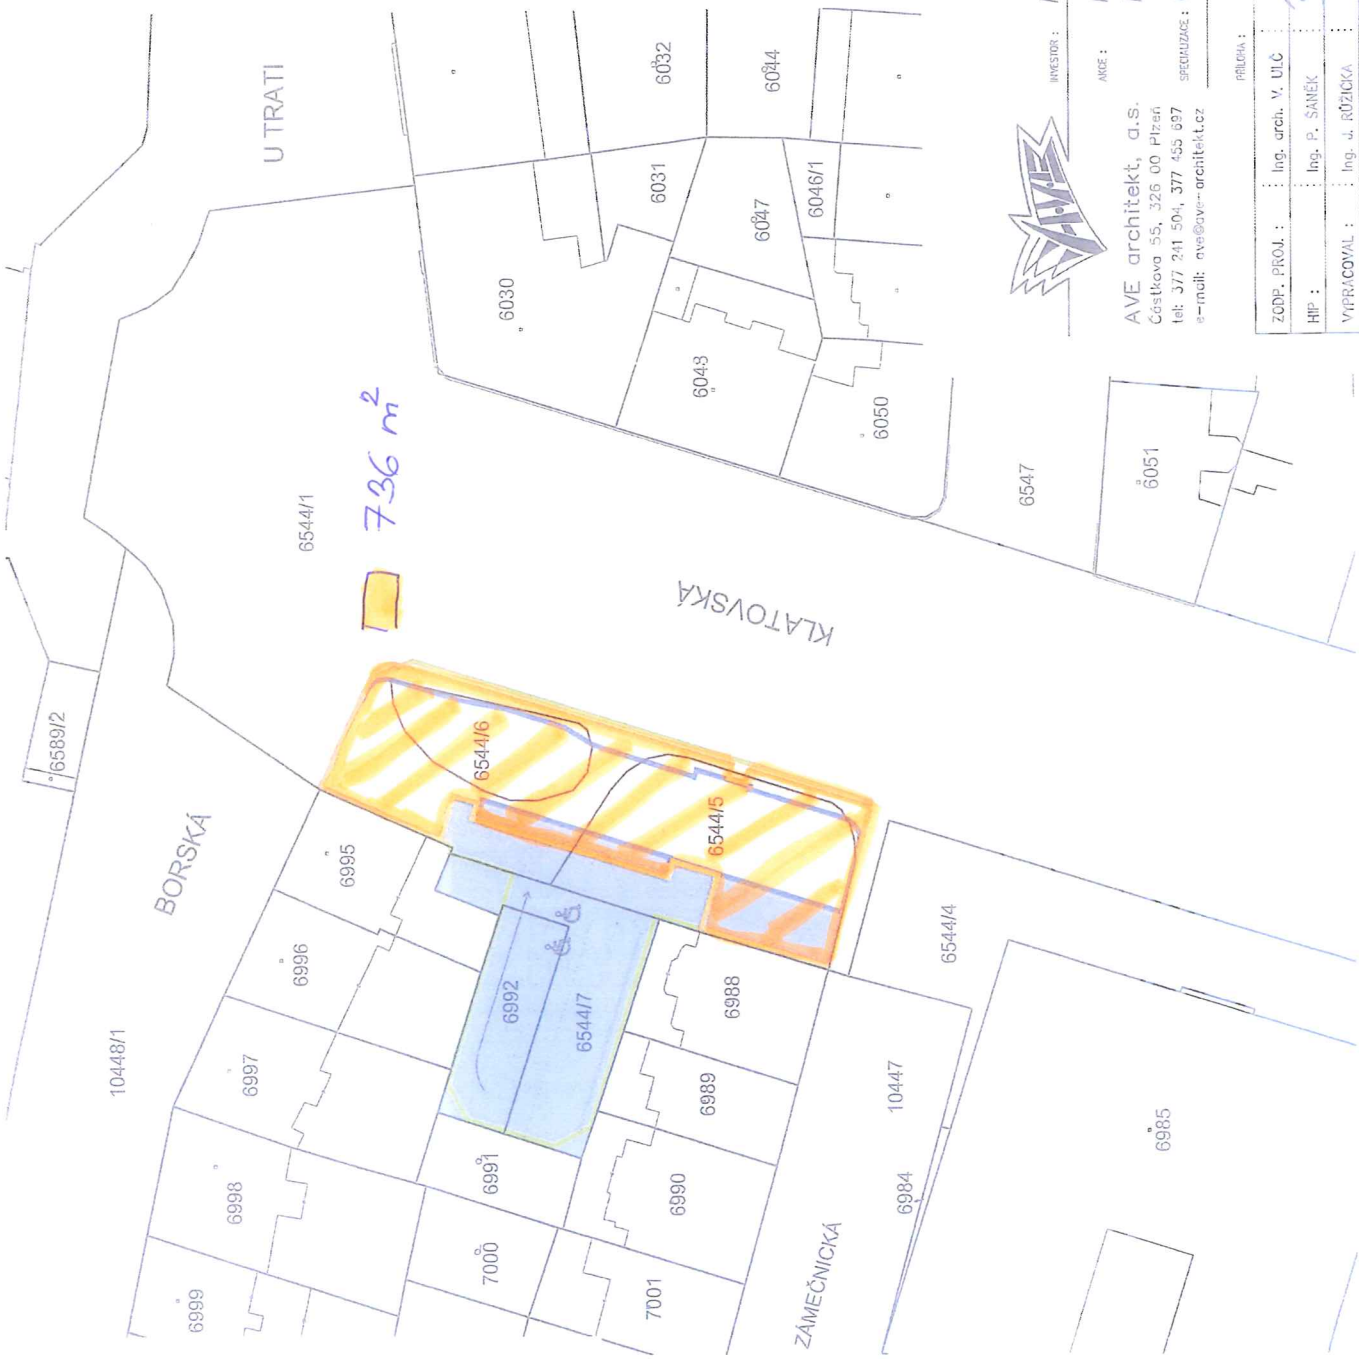 U TRATI
6032
6044
6031
6047
6046/1
6030
6048
6050
6547
6051
736 m²
6544/1
KLATOVSKÁ
6589/2
BORSKÁ
10448/1
6544/6
6544/5
6544/4
6995
6996
6997
6998
6999
6992
6544/7
6988
6989
6990
6991
7000
7001
10447
6984
6985
ZÁMEČNICKÁ
AVE
AVE architekt, a.s.
Částkova 55, 326 00 Plzeň
tel: 377 241 504, 377 455 697
e-mail: ave@ave-architekt.cz
INVESTOR :
AKCE :
SPECIALIZACE :
PŘÍLOHA :
ZODP. PROJ. : Ing. arch. V. ULČ
HIP : Ing. P. SANĚK
VYPRACOVAL : Ing. J. RŮŽIČKA